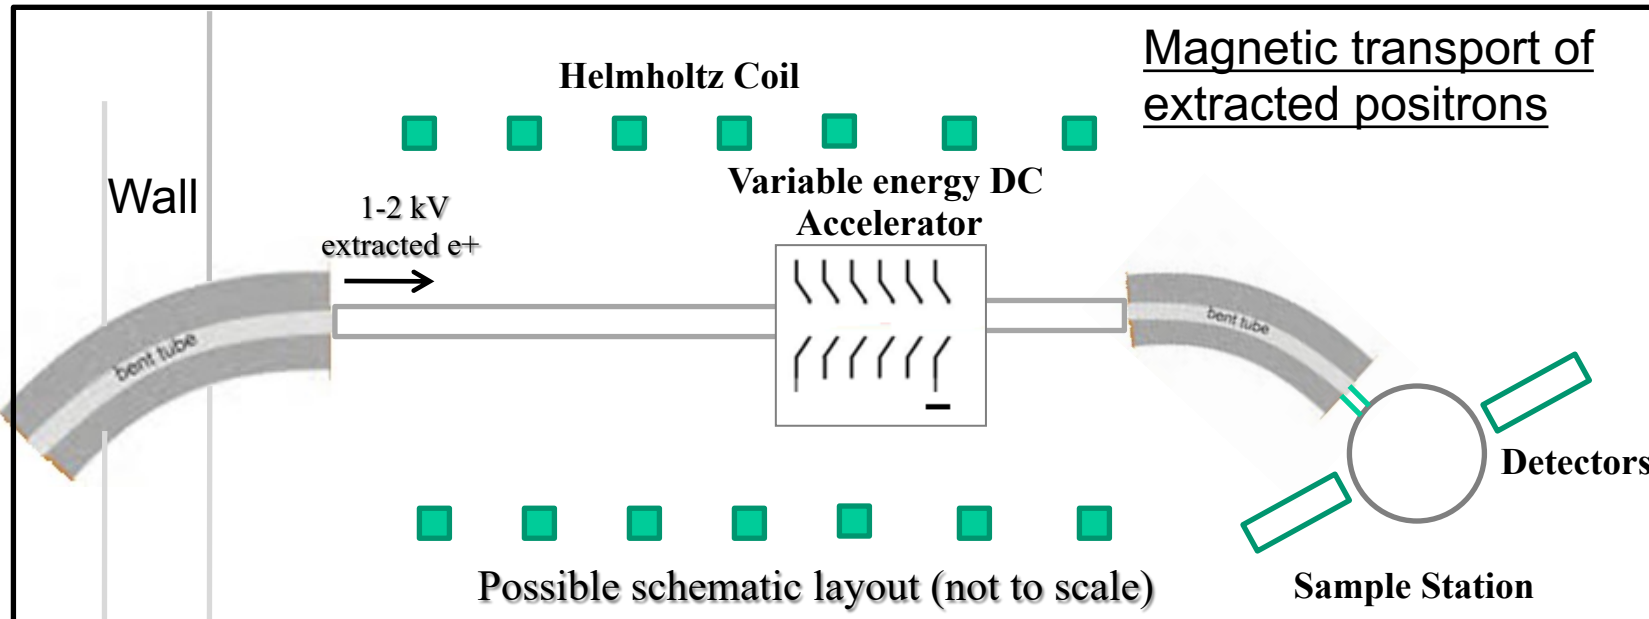 Magnetic transport of
extracted positrons
Helmholtz Coil
Variable energy DC
Accelerator
Wall
1-2 kV
extracted e+
bent tube
bent tube
Detectors
Sample Station
Possible schematic layout (not to scale)